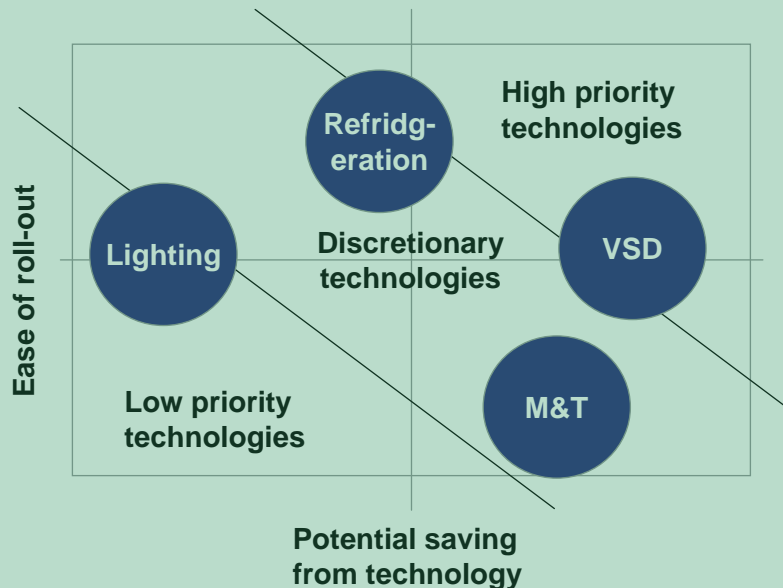 High priority
technologies
Refridg-
eration
Ease of roll-out
Lighting
Discretionary
technologies
VSD
Low priority
technologies
M&T
Potential saving
from technology